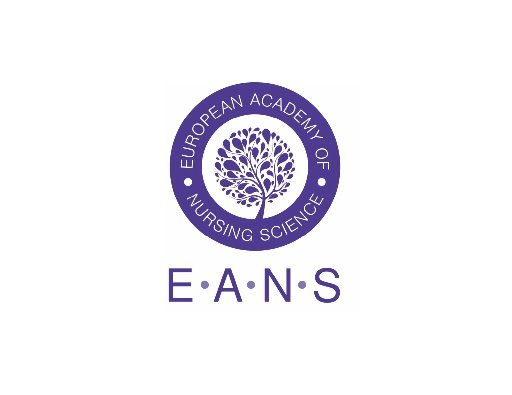 EUROPEAN ACADEMY OF
NURSING SCIENCE
E·A·N·S